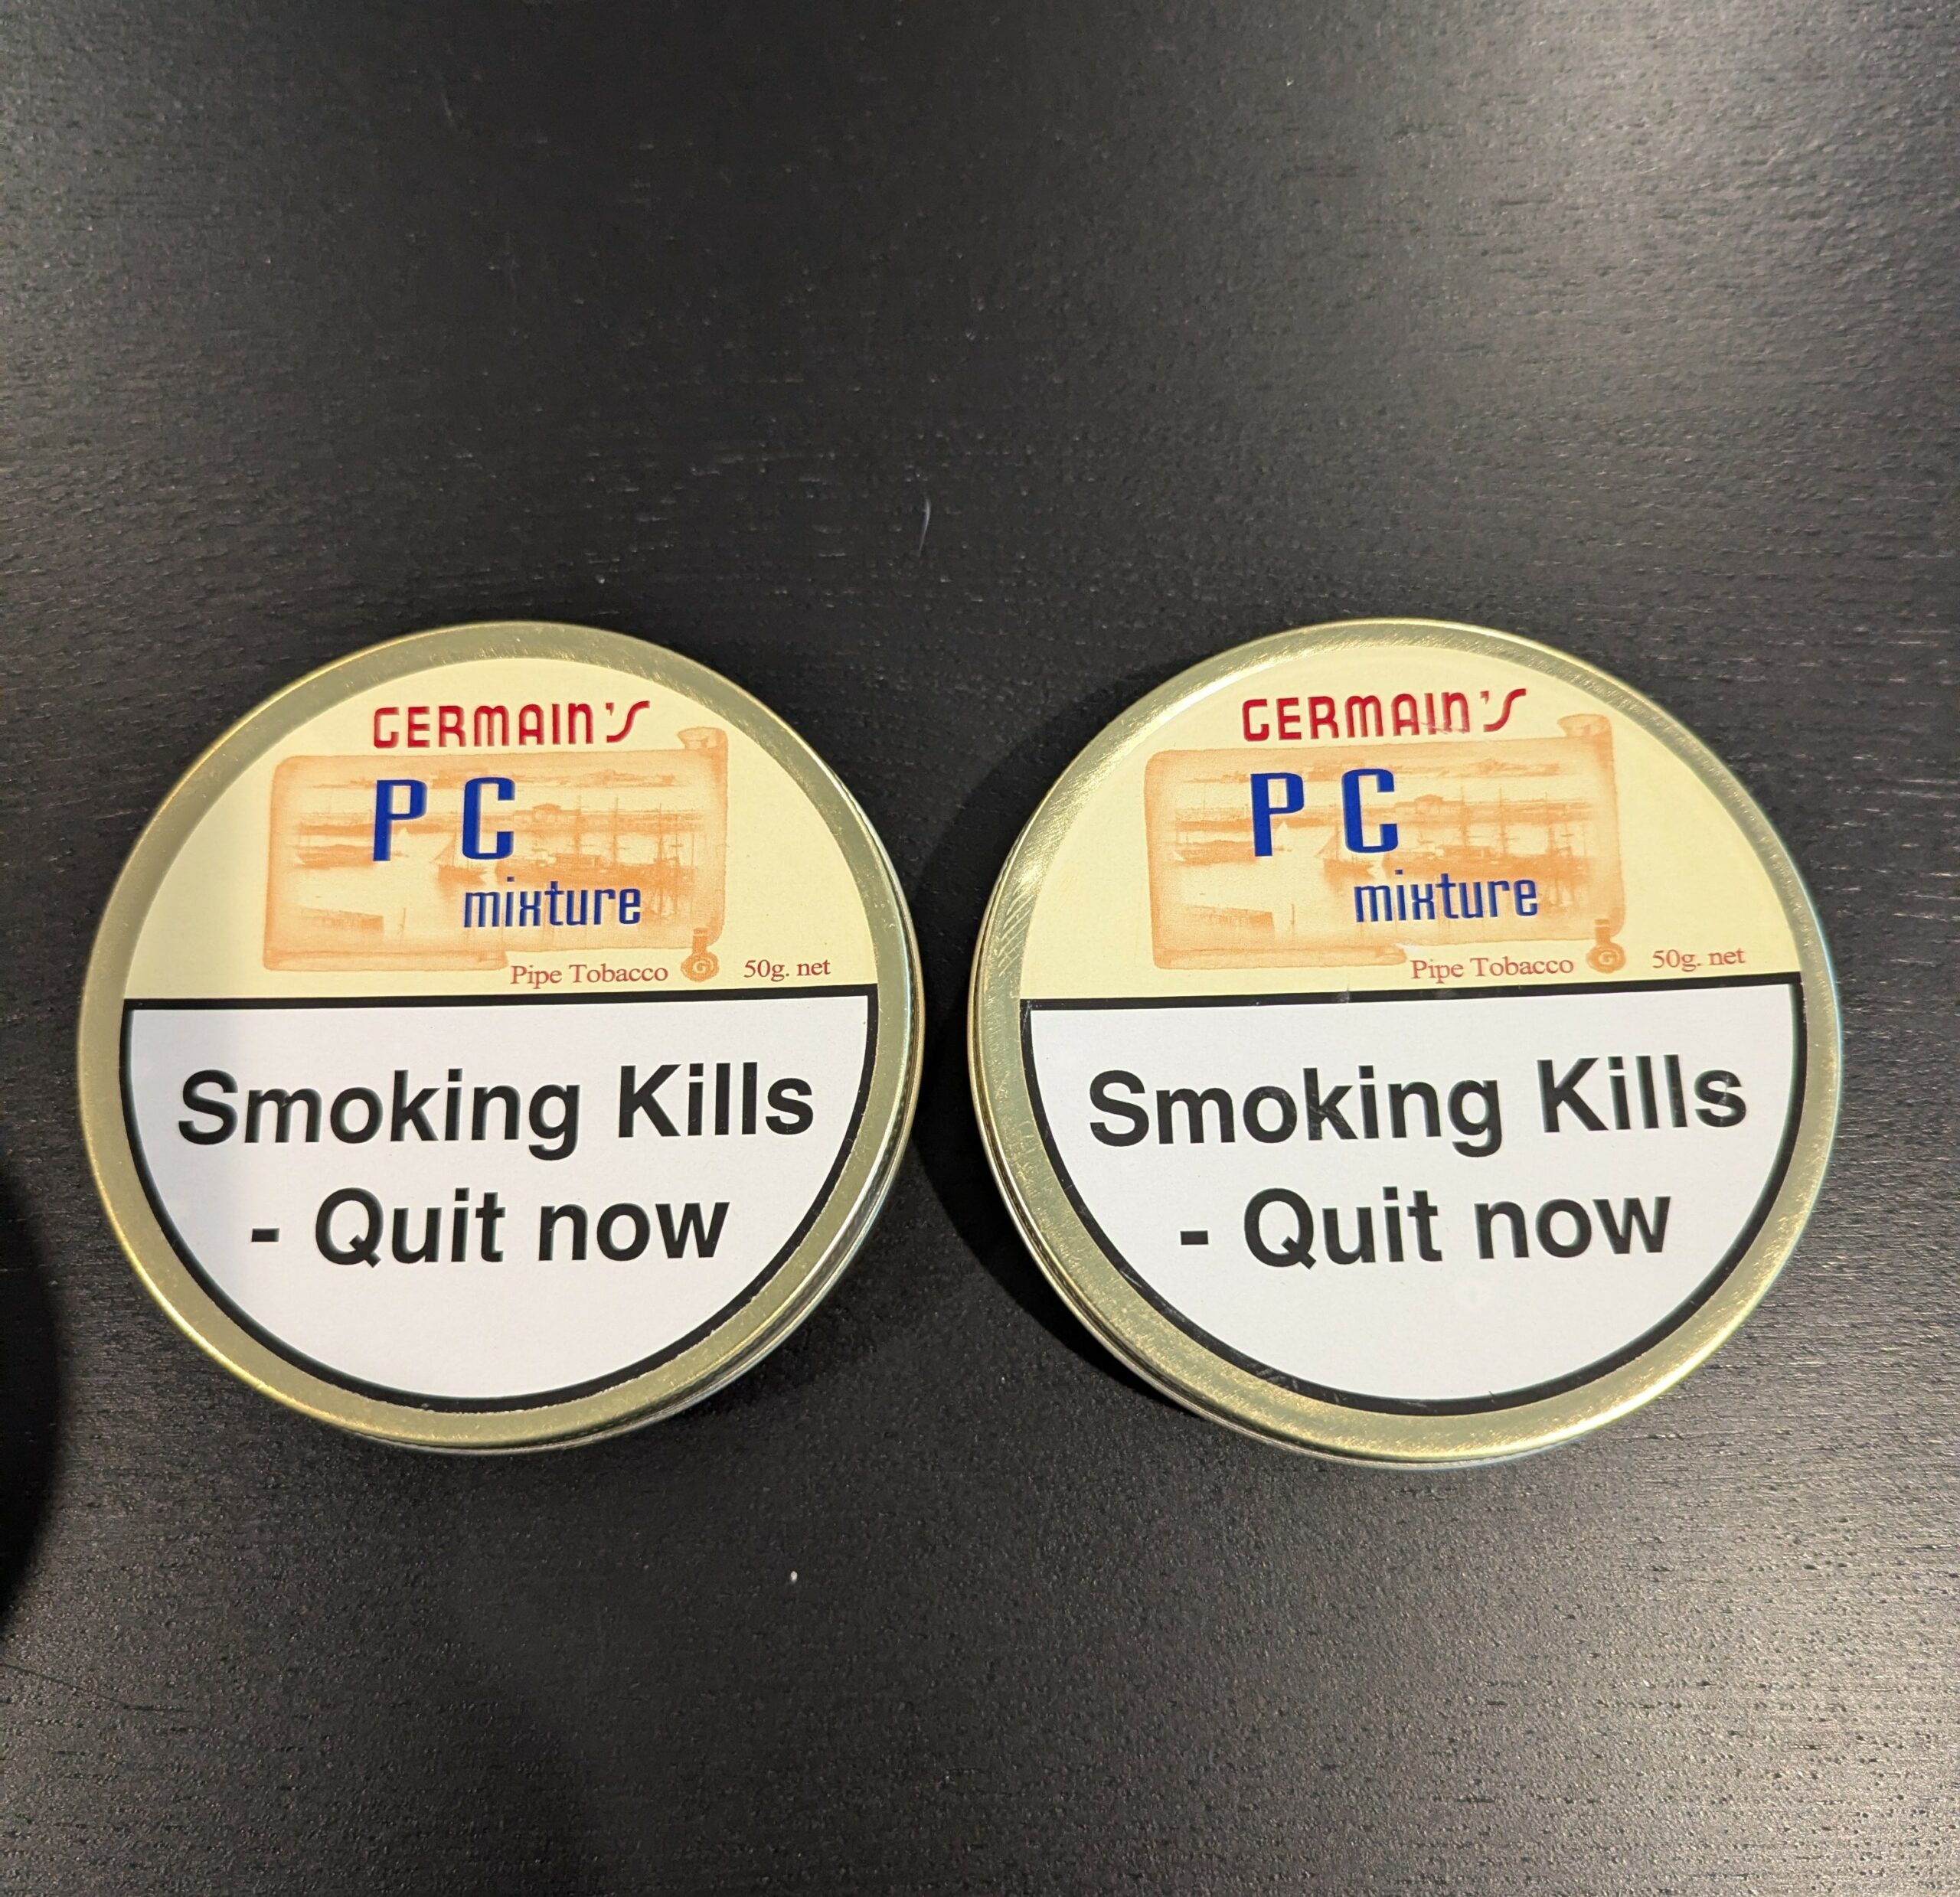 GERMAIN'S
PC
mixture
Pipe Tobacco G 50g. net
Smoking Kills
- Quit now
GERMAIN'S
PC
mixture
Pipe Tobacco G 50g. net
Smoking Kills
- Quit now